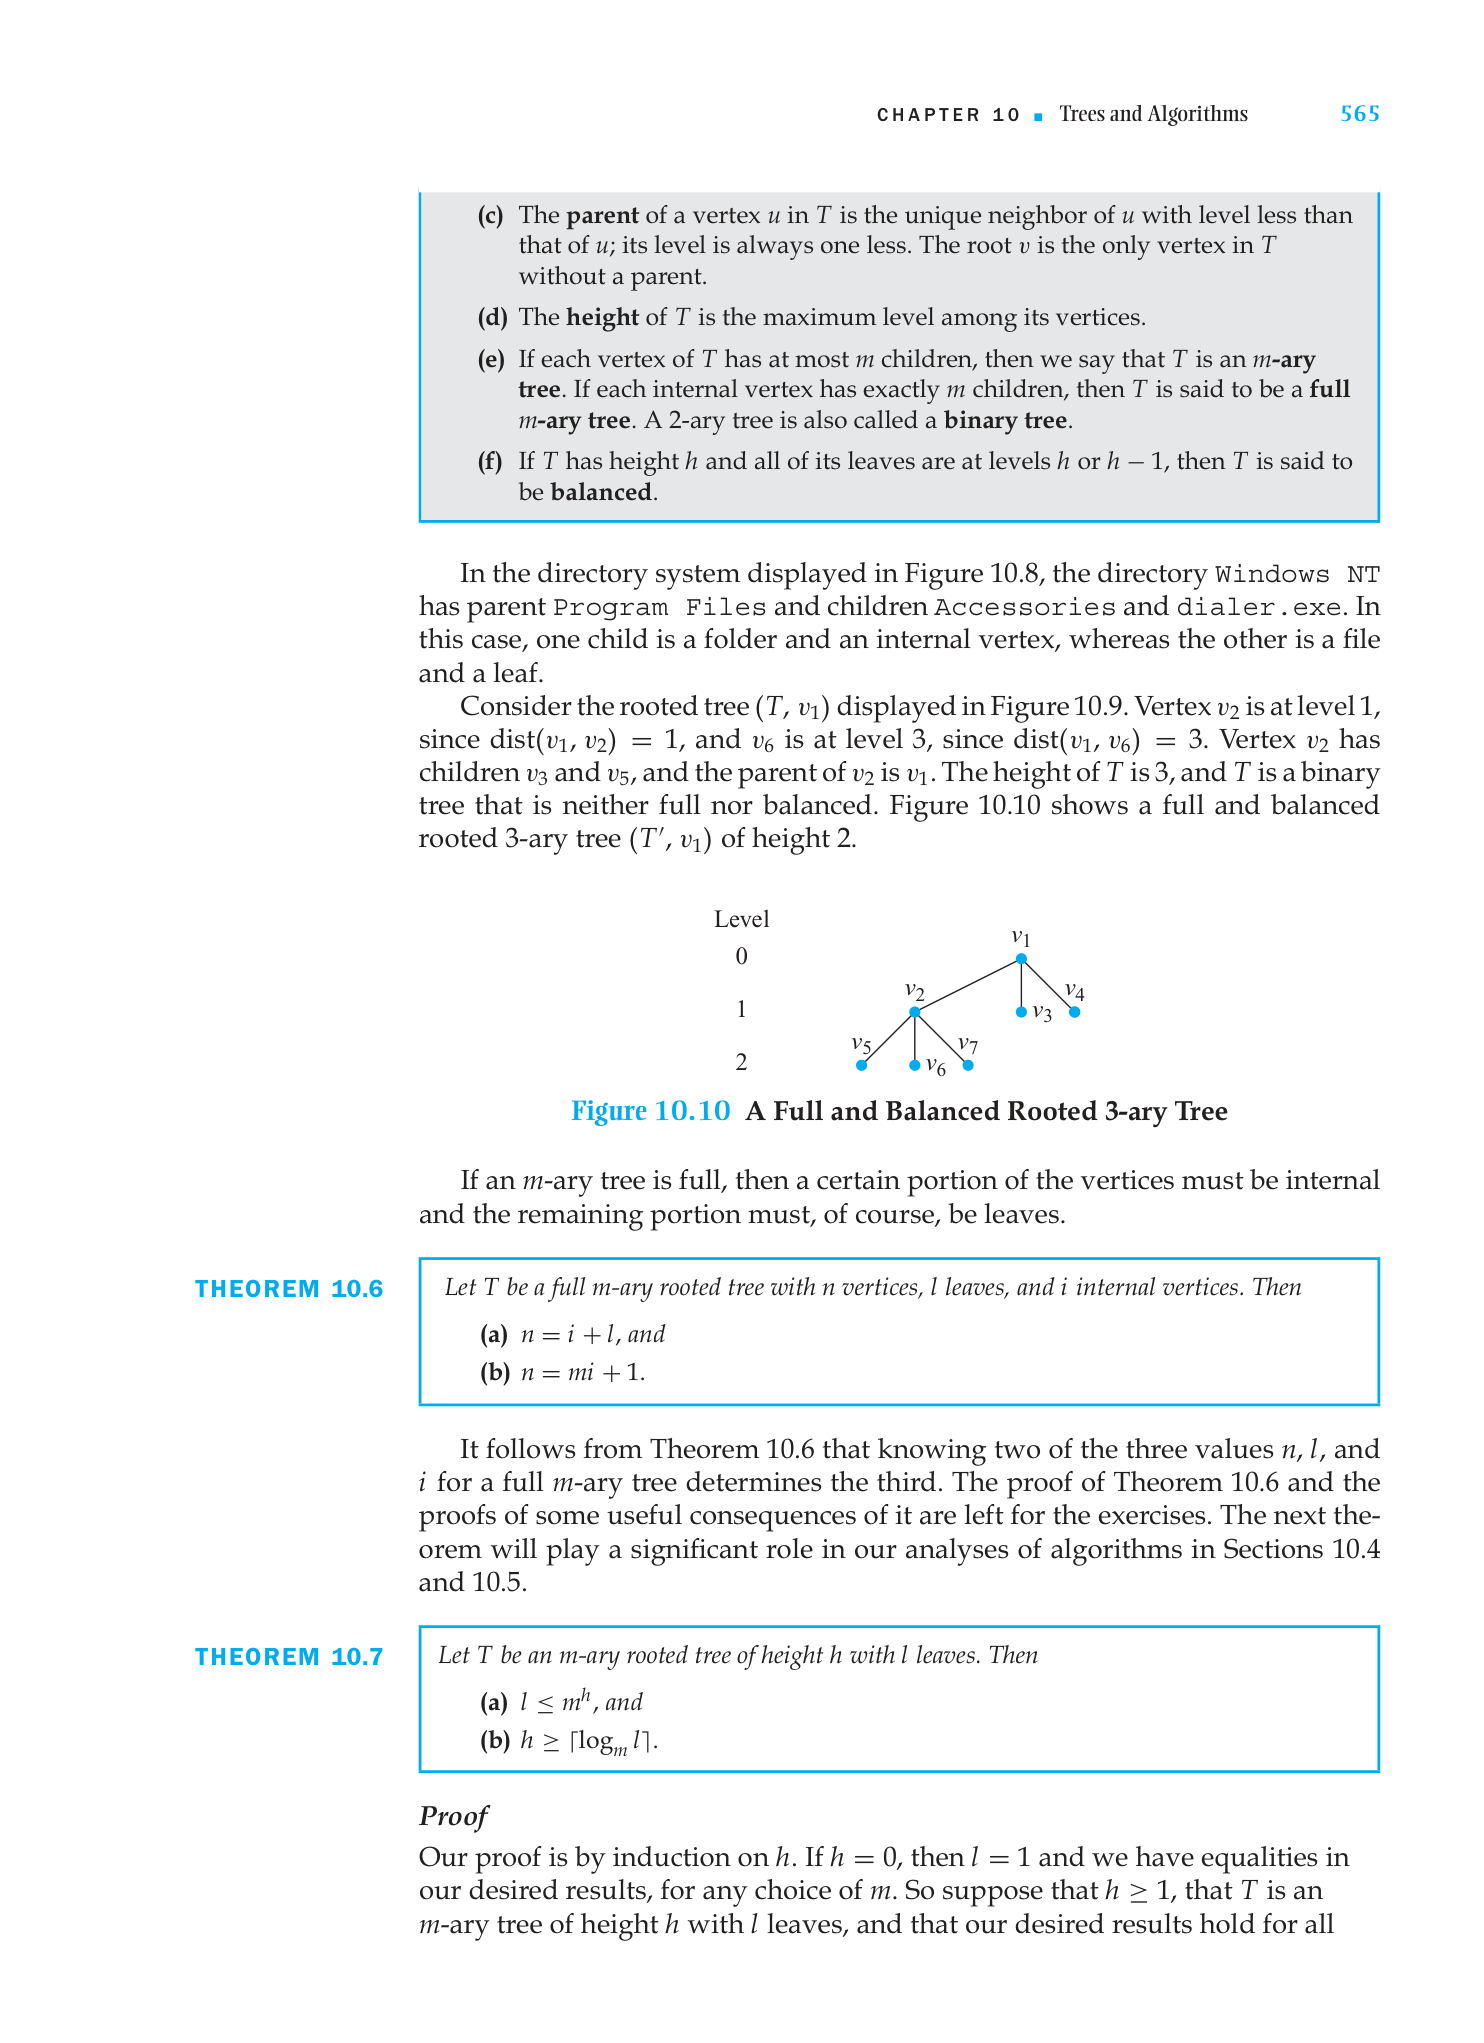 CHAPTER 10 ■ Trees and Algorithms 565
(c) The parent of a vertex u in T is the unique neighbor of u with level less than
that of u; its level is always one less. The root v is the only vertex in T
without a parent.
(d) The height of T is the maximum level among its vertices.
(e) If each vertex of T has at most m children, then we say that T is an m-ary
tree. If each internal vertex has exactly m children, then T is said to be a full
m-ary tree. A 2-ary tree is also called a binary tree.
(f) If T has height h and all of its leaves are at levels h or h − 1, then T is said to
be balanced.
In the directory system displayed in Figure 10.8, the directory Windows NT
has parent Program Files and children Accessories and dialer.exe. In
this case, one child is a folder and an internal vertex, whereas the other is a file
and a leaf.
Consider the rooted tree (T, v₁) displayed in Figure 10.9. Vertex v₂ is at level 1,
since dist(v₁, v₂) = 1, and v₆ is at level 3, since dist(v₁, v₆) = 3. Vertex v₂ has
children v₃ and v₅, and the parent of v₂ is v₁. The height of T is 3, and T is a binary
tree that is neither full nor balanced. Figure 10.10 shows a full and balanced
rooted 3-ary tree (T′, v₁) of height 2.
Level
v₁
0
v₂ v₄
1 v₃
v₅ v₇
2 v₆
Figure 10.10 A Full and Balanced Rooted 3-ary Tree
If an m-ary tree is full, then a certain portion of the vertices must be internal
and the remaining portion must, of course, be leaves.
THEOREM 10.6 Let T be a full m-ary rooted tree with n vertices, l leaves, and i internal vertices. Then
(a) n = i + l, and
(b) n = mi + 1.
It follows from Theorem 10.6 that knowing two of the three values n, l, and
i for a full m-ary tree determines the third. The proof of Theorem 10.6 and the
proofs of some useful consequences of it are left for the exercises. The next the-
orem will play a significant role in our analyses of algorithms in Sections 10.4
and 10.5.
THEOREM 10.7 Let T be an m-ary rooted tree of height h with l leaves. Then
(a) l ≤ mʰ, and
(b) h ≥ ⌈logₘ l⌉.
Proof
Our proof is by induction on h. If h = 0, then l = 1 and we have equalities in
our desired results, for any choice of m. So suppose that h ≥ 1, that T is an
m-ary tree of height h with l leaves, and that our desired results hold for all